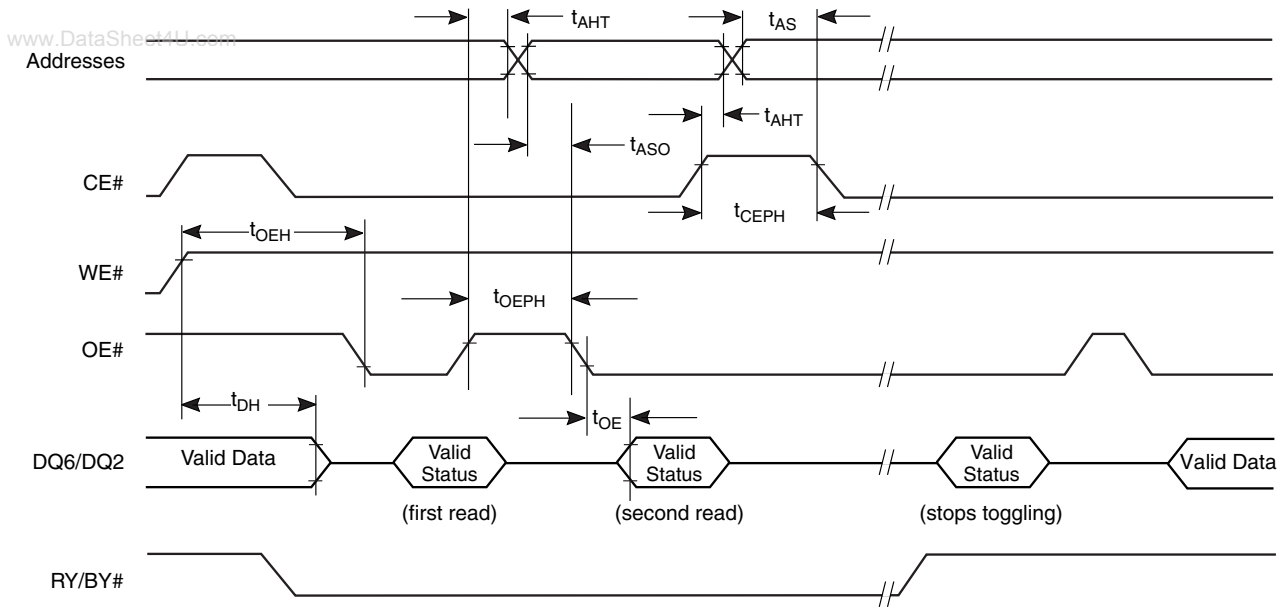 www.DataSheet4U.com
tAHT
tAS
Addresses
tAHT
tASO
CE#
tCEPH
tOEH
WE#
tOEPH
OE#
tDH
tOE
DQ6/DQ2
Valid Data
Valid
Status
Valid
Status
Valid
Status
Valid Data
(first read)
(second read)
(stops toggling)
RY/BY#